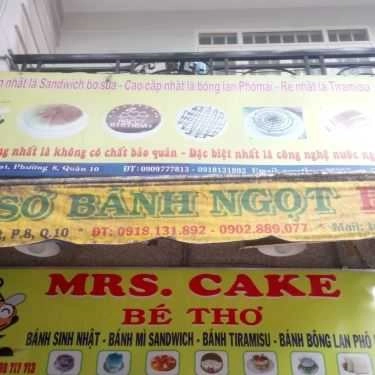 nhất là Sandwich bơ sữa - Cao cấp nhất là bông lan Phômai - Rẻ nhất là Tiramisu
HAPPY BIRTHDAY
nhất là không có chất bảo quản - Đặc biệt nhất là công nghệ nước
Phường 8, Quận 10 ĐT: 0909777813 - 0918131892
SỞ BÁNH NGỌT
P.8, Q.10 * ĐT: 0918.131.892 - 0902.889.077 * Mail:
MRS. CAKE
BÉ THƠ
BÁNH SINH NHẬT - BÁNH MÌ SANDWICH - BÁNH TIRAMISU - BÁNH BÔNG LAN PHÔ